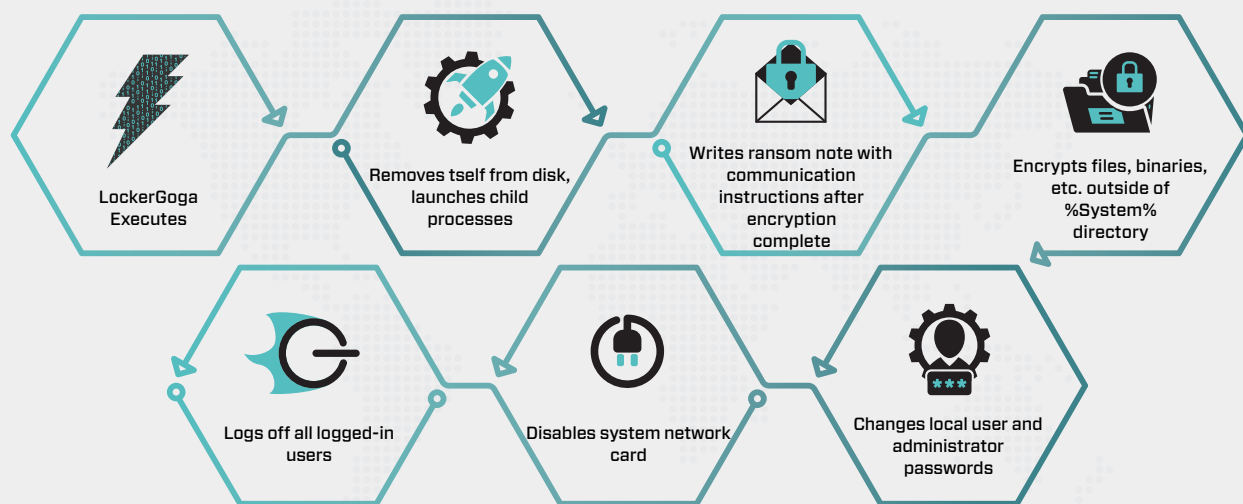 LockerGoga
Executes
Removes tself from disk,
launches child
processes
Writes ransom note with
communication
instructions after
encryption
complete
Encrypts files, binaries,
etc. outside of
%System%
directory
Logs off all logged-in
users
Disables system network
card
***
Changes local user and
administrator
passwords